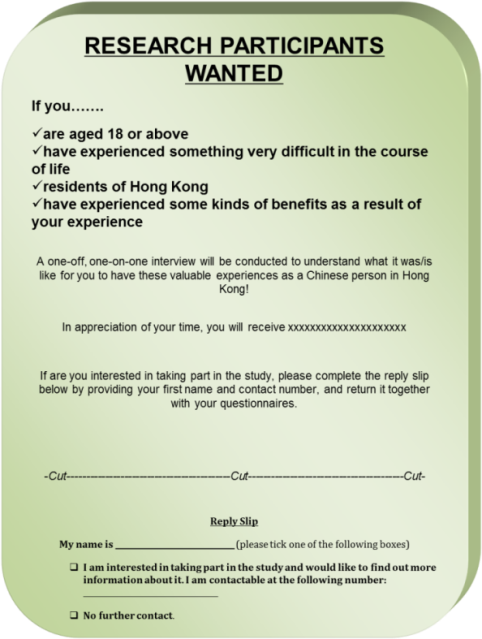 RESEARCH PARTICIPANTS
WANTED
If you…….
✓are aged 18 or above
✓have experienced something very difficult in the course
of life
✓residents of Hong Kong
✓have experienced some kinds of benefits as a result of
your experience
A one-off, one-on-one interview will be conducted to understand what it was/is
like for you to have these valuable experiences as a Chinese person in Hong
Kong!
In appreciation of your time, you will receive xxxxxxxxxxxxxxxxxxxxx
If are you interested in taking part in the study, please complete the reply slip
below by providing your first name and contact number, and return it together
with your questionnaires.
-Cut----------------------------------------Cut--------------------------------------Cut-
Reply Slip
My name is ______________________ (please tick one of the following boxes)
❑ I am interested in taking part in the study and would like to find out more
information about it. I am contactable at the following number:
_________________________
❑ No further contact.